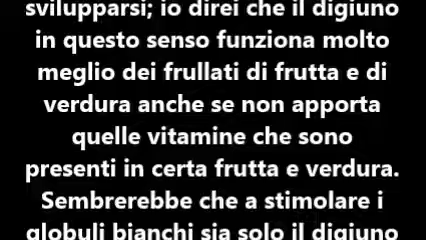 svilupparsi; io direi che il digiuno
in questo senso funziona molto
meglio dei frullati di frutta e di
verdura anche se non apporta
quelle vitamine che sono
presenti in certa frutta e verdura.
Sembrerebbe che a stimolare i
globuli bianchi sia solo il digiuno